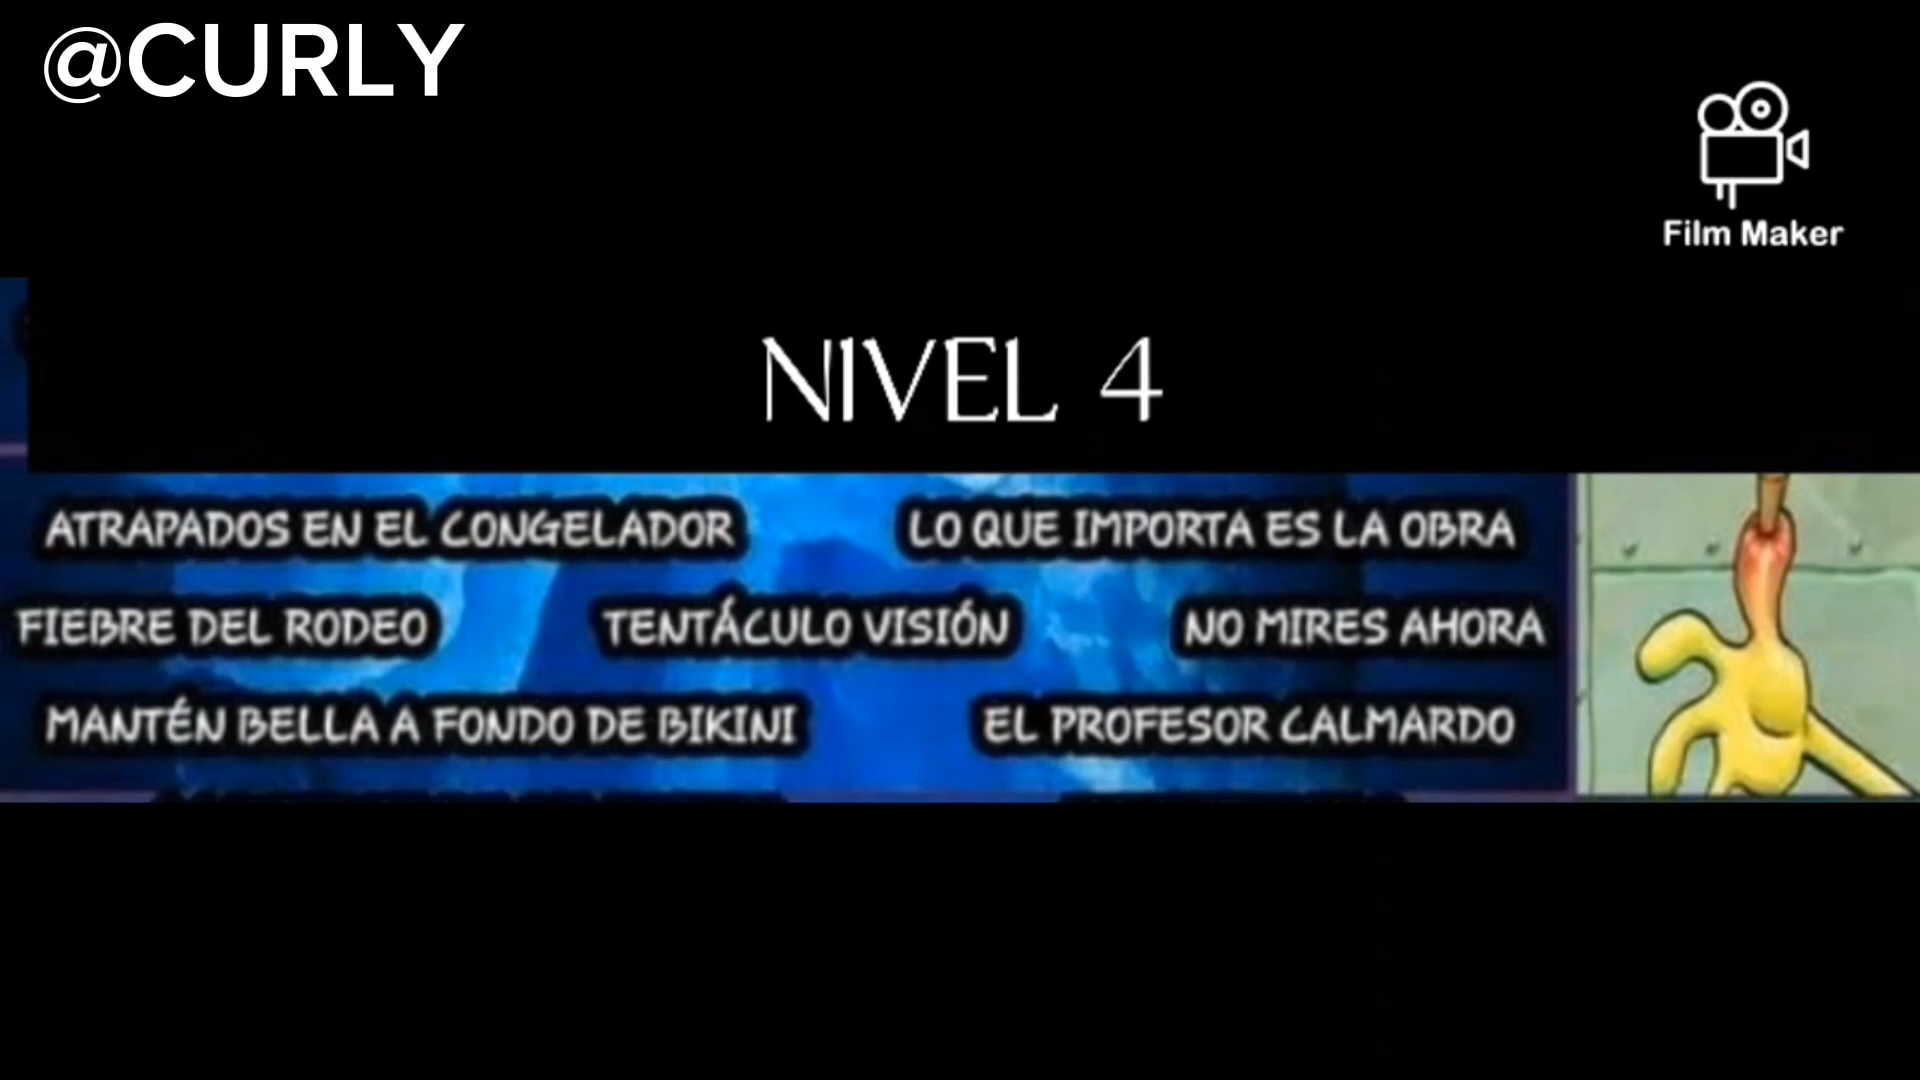 @CURLY
Film Maker
NIVEL 4
ATRAPADOS EN EL CONGELADOR
LO QUE IMPORTA ES LA OBRA
FIEBRE DEL RODEO
TENTÁCULO VISIÓN
NO MIRES AHORA
MANTÉN BELLA A FONDO DE BIKINI
EL PROFESOR CALMARDO